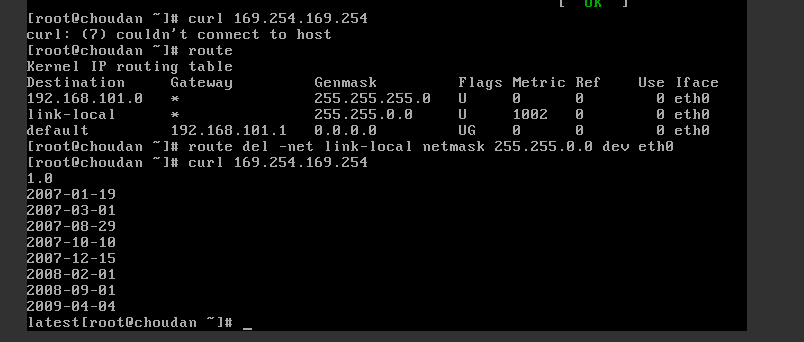 [  OK  ]
[root@choudan ~]# curl 169.254.169.254
curl: (7) couldn't connect to host
[root@choudan ~]# route
Kernel IP routing table
Destination     Gateway         Genmask         Flags Metric Ref    Use Iface
192.168.101.0   *               255.255.255.0   U     0      0        0 eth0
link-local      *               255.255.0.0     U     1002   0        0 eth0
default         192.168.101.1   0.0.0.0         UG    0      0        0 eth0
[root@choudan ~]# route del -net link-local netmask 255.255.0.0 dev eth0
[root@choudan ~]# curl 169.254.169.254
1.0
2007-01-19
2007-03-01
2007-08-29
2007-10-10
2007-12-15
2008-02-01
2008-09-01
2009-04-04
latest[root@choudan ~]# _